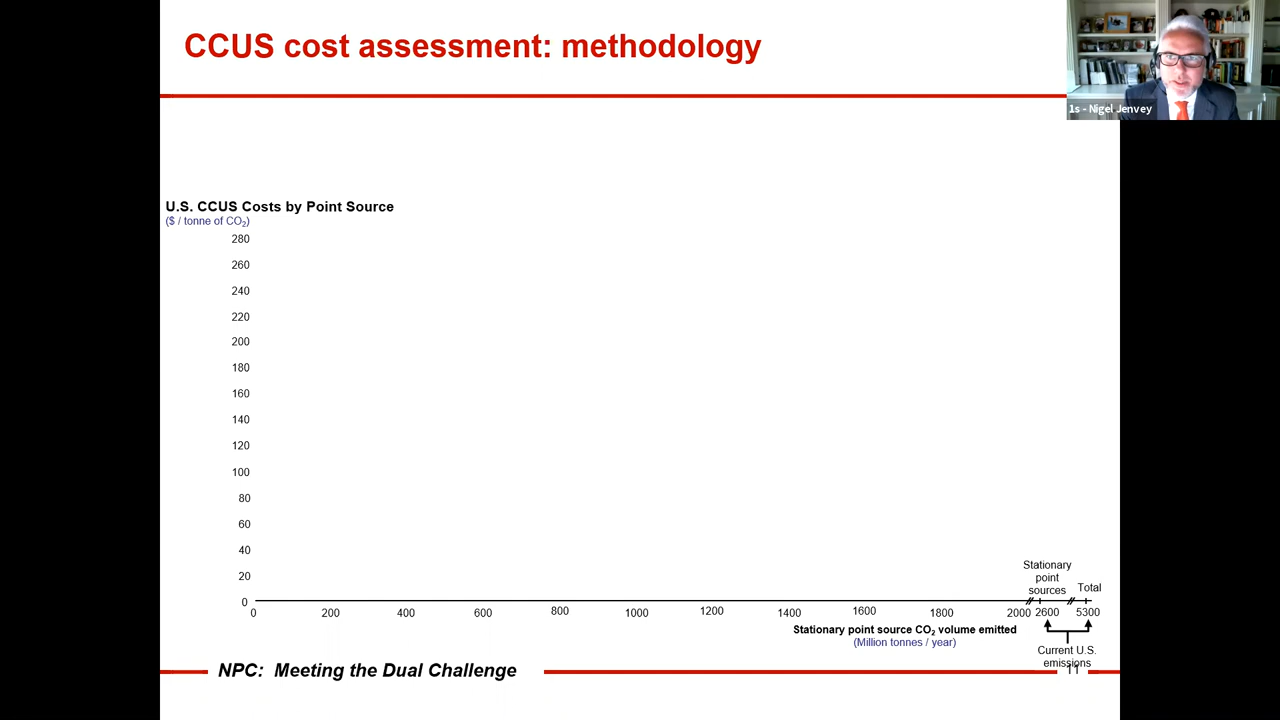 CCUS cost assessment: methodology
1s - Nigel Jenvey
U.S. CCUS Costs by Point Source
($ / tonne of CO2)
280
260
240
220
200
180
160
140
120
100
80
60
40
20
0
Stationary
point
sources
Total
0 200 400 600 800 1000 1200 1400 1600 1800 2000 2600 5300
Stationary point source CO2 volume emitted
(Million tonnes / year)
Current U.S.
emissions
NPC: Meeting the Dual Challenge
11